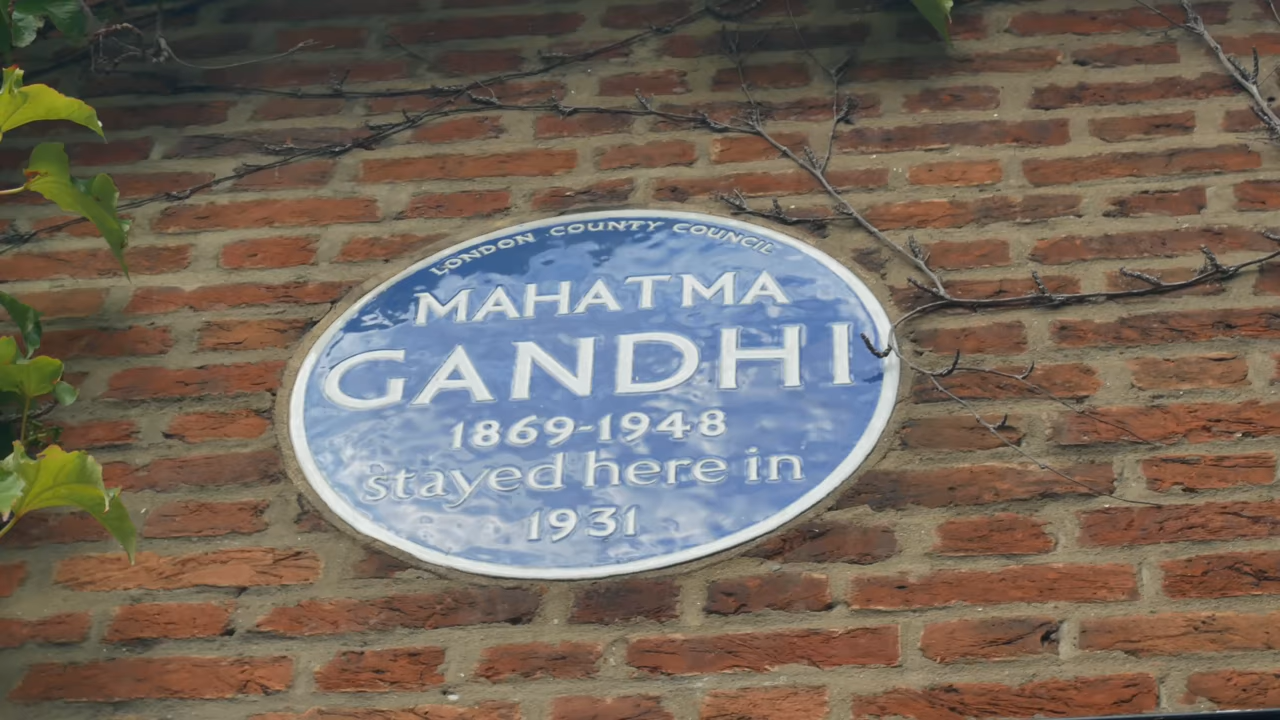 LONDON COUNTY COUNCIL
MAHATMA
GANDHI
1869-1948
stayed here in
1931